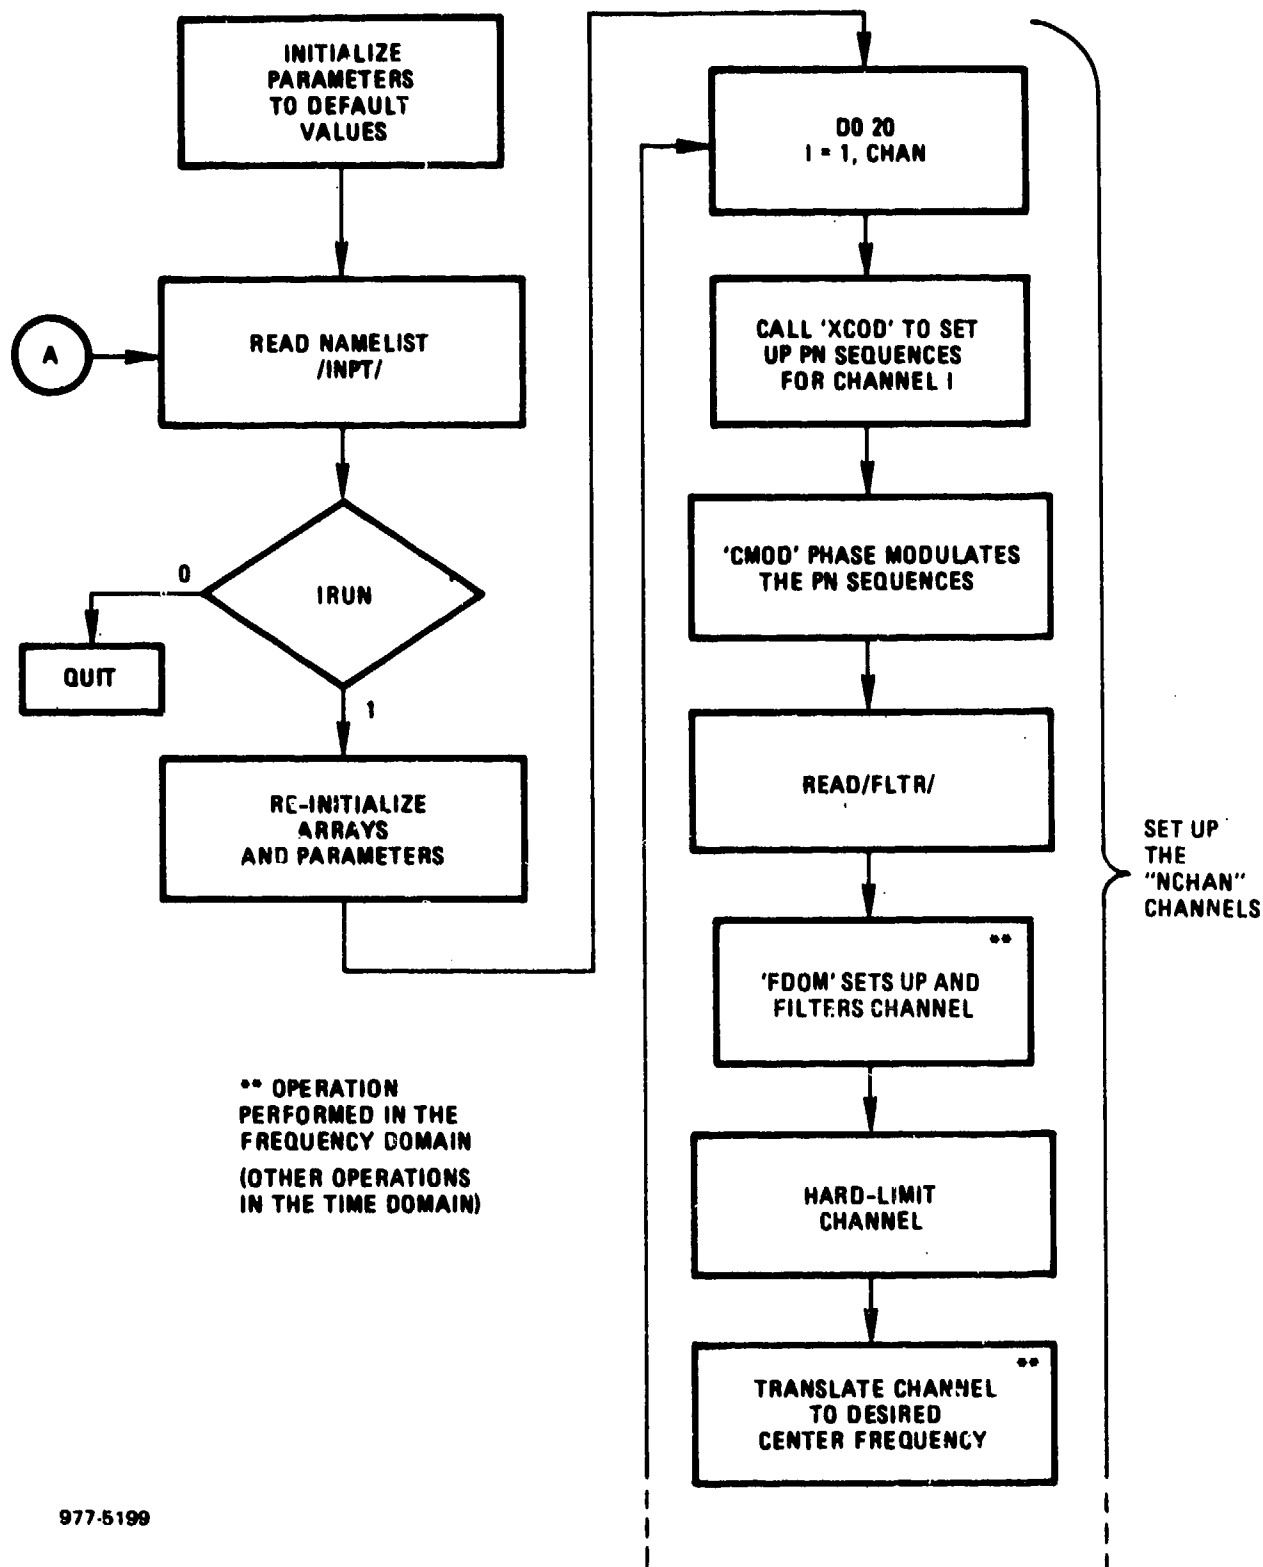 INITIALIZE
PARAMETERS
TO DEFAULT
VALUES
A
READ NAMELIST
/INPT/
IRUN
0
QUIT
1
RE-INITIALIZE
ARRAYS
AND PARAMETERS
** OPERATION
PERFORMED IN THE
FREQUENCY DOMAIN
(OTHER OPERATIONS
IN THE TIME DOMAIN)
DO 20
I = 1, CHAN
CALL 'XCOD' TO SET
UP PN SEQUENCES
FOR CHANNEL I
'CMOD' PHASE MODULATES
THE PN SEQUENCES
READ/FLTR/
**
'FDOM' SETS UP AND
FILTERS CHANNEL
HARD-LIMIT
CHANNEL
**
TRANSLATE CHANNEL
TO DESIRED
CENTER FREQUENCY
SET UP
THE
"NCHAN"
CHANNELS
977-5199